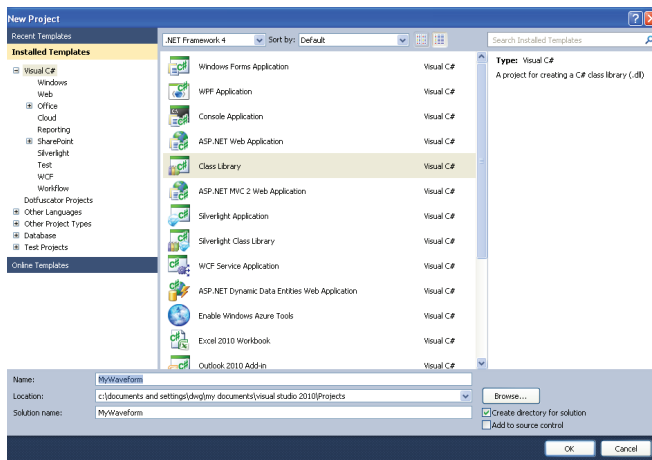 New Project
Recent Templates
Installed Templates
Visual C#
Windows
Web
Office
Cloud
Reporting
SharePoint
Silverlight
Test
WCF
Workflow
Dotfuscator Projects
Other Languages
Other Project Types
Database
Test Projects
Online Templates
.NET Framework 4 Sort by: Default
Windows Forms Application Visual C#
WPF Application Visual C#
Console Application Visual C#
ASP.NET Web Application Visual C#
Class Library Visual C#
ASP.NET MVC 2 Web Application Visual C#
Silverlight Application Visual C#
Silverlight Class Library Visual C#
WCF Service Application Visual C#
ASP.NET Dynamic Data Entities Web Application Visual C#
Enable Windows Azure Tools Visual C#
Excel 2010 Workbook Visual C#
Outlook 2010 Add-in Visual C#
Search Installed Templates
Type: Visual C#
A project for creating a C# class library (.dll)
Name: MyWaveform
Location: c:\documents and settings\dwg\my documents\visual studio 2010\Projects Browse...
Solution name: MyWaveform Create directory for solution
Add to source control
OK Cancel